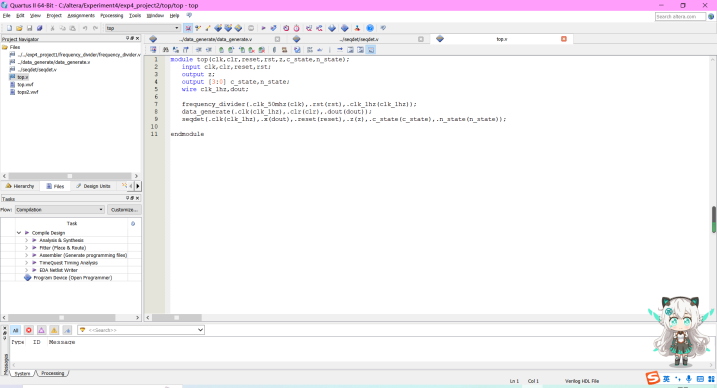 Quartus II 64-Bit - C:/altera/Experiment4/exp4_project2/top/top - top
File Edit View Project Assignments Processing Tools Window Help
Search altera.com
top
Project Navigator
data_generate/data_generate.v
../seqdet/seqdet.v
top.v
Files
../../exp4_project1/frequency_divider/frequency_divider.v
../data_generate/data_generate.v
../seqdet/seqdet.v
top.v
top.vwf
tops2.vwf
1 module top(clk,clr,reset,rst,z,c_state,n_state);
2 input clk,clr,reset,rst;
3 output z;
4 output [3:0] c_state,n_state;
5 wire clk_1hz,dout;
6
7 frequency_divider(.clk_50mhz(clk),.rst(rst),.clk_1hz(clk_1hz));
8 data_generate(.clk(clk_1hz),.clr(clr),.dout(dout));
9 seqdet(.clk(clk_1hz),.x(dout),.reset(reset),.z(z),.c_state(c_state),.n_state(n_state));
10
11 endmodule
Hierarchy Files Design Units
Tasks
Flow: Compilation Customize...
Task
Compile Design
Analysis & Synthesis
Fitter (Place & Route)
Assembler (Generate programming files)
TimeQuest Timing Analysis
EDA Netlist Writer
Program Device (Open Programmer)
All <<Search>>
Type ID Message
Messages
System Processing
Ln 1 Col 1 Verilog HDL File
英